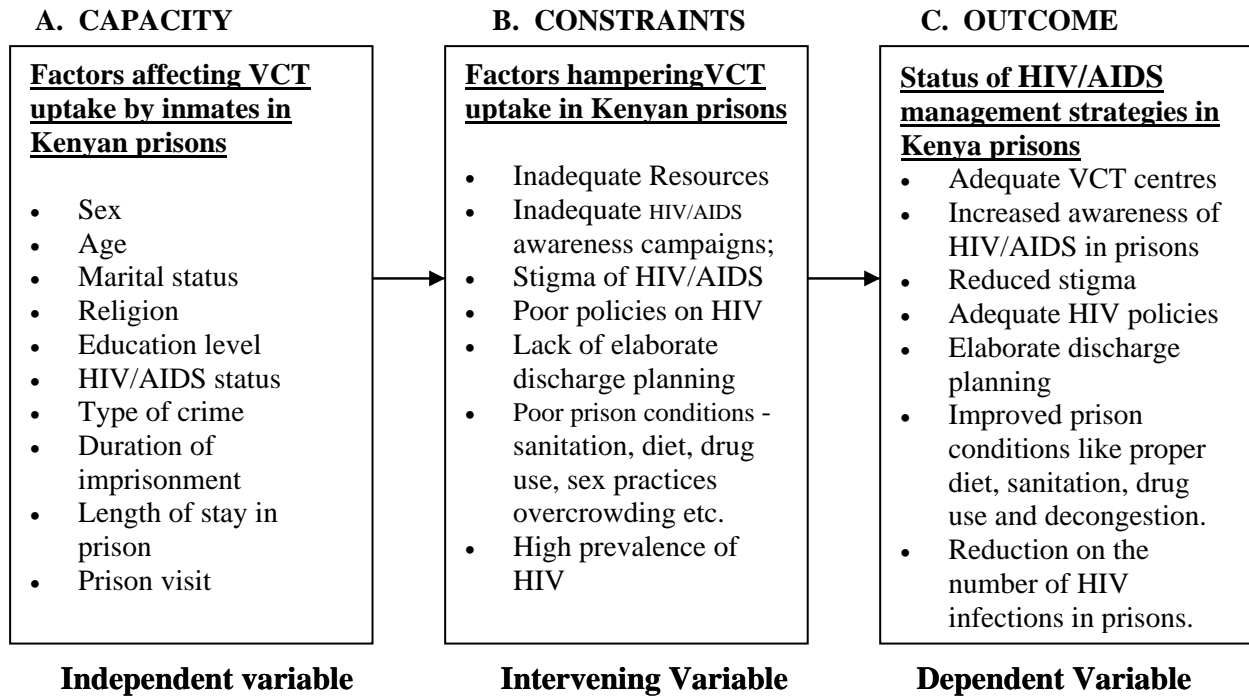 A. CAPACITY
Factors affecting VCT
uptake by inmates in
Kenyan prisons
• Sex
• Age
• Marital status
• Religion
• Education level
• HIV/AIDS status
• Type of crime
• Duration of
imprisonment
• Length of stay in
prison
• Prison visit
Independent variable
B. CONSTRAINTS
Factors hamperingVCT
uptake in Kenyan prisons
• Inadequate Resources
• Inadequate HIV/AIDS
awareness campaigns;
• Stigma of HIV/AIDS
• Poor policies on HIV
• Lack of elaborate
discharge planning
• Poor prison conditions -
sanitation, diet, drug
use, sex practices
overcrowding etc.
• High prevalence of
HIV
Intervening Variable
C. OUTCOME
Status of HIV/AIDS
management strategies in
Kenya prisons
• Adequate VCT centres
• Increased awareness of
HIV/AIDS in prisons
• Reduced stigma
• Adequate HIV policies
• Elaborate discharge
planning
• Improved prison
conditions like proper
diet, sanitation, drug
use and decongestion.
• Reduction on the
number of HIV
infections in prisons.
Dependent Variable